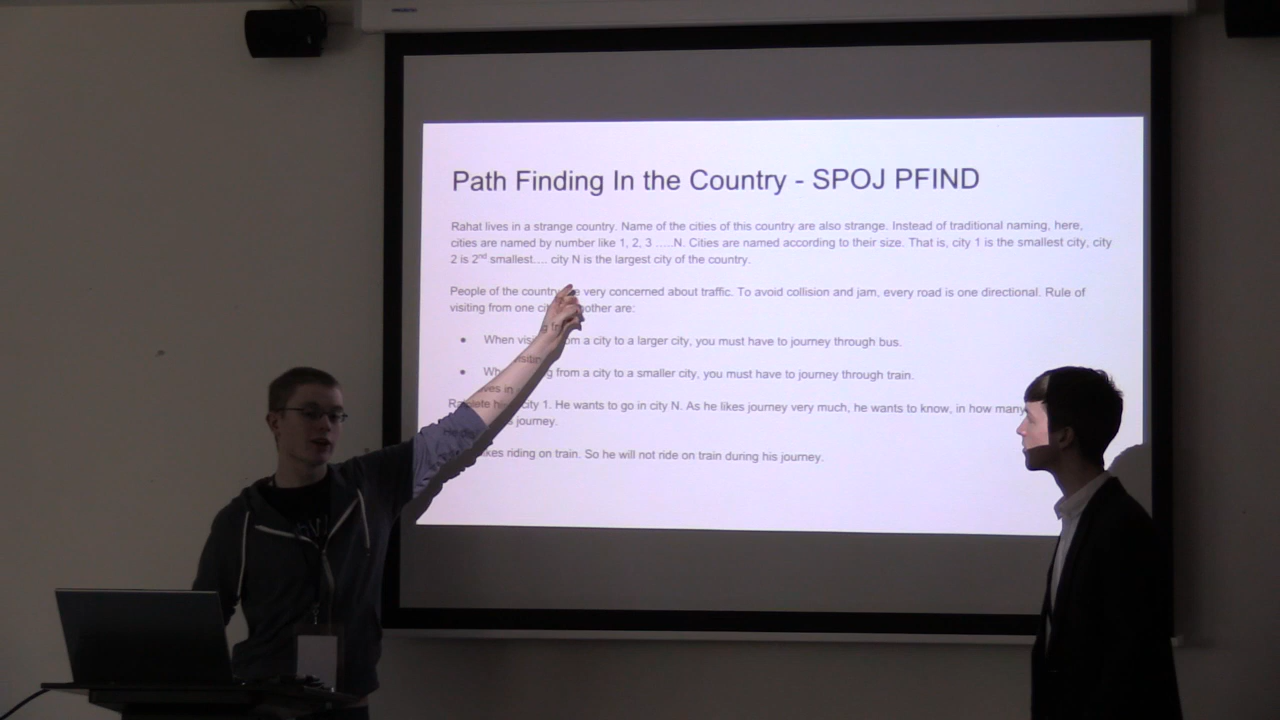 Path Finding In the Country - SPOJ PFIND
Rahat lives in a strange country. Name of the cities of this country are also strange. Instead of traditional naming, here,
cities are named by number like 1, 2, 3 .....N. Cities are named according to their size. That is, city 1 is the smallest city, city
2 is 2nd smallest.... city N is the largest city of the country.
People of the country very concerned about traffic. To avoid collision and jam, every road is one directional. Rule of
visiting from one other are:
• When from a city to a larger city, you must have to journey through bus.
• from a city to a smaller city, you must have to journey through train.
city 1. He wants to go in city N. As he likes journey very much, he wants to know, in how many
journey.
riding on train. So he will not ride on train during his journey.